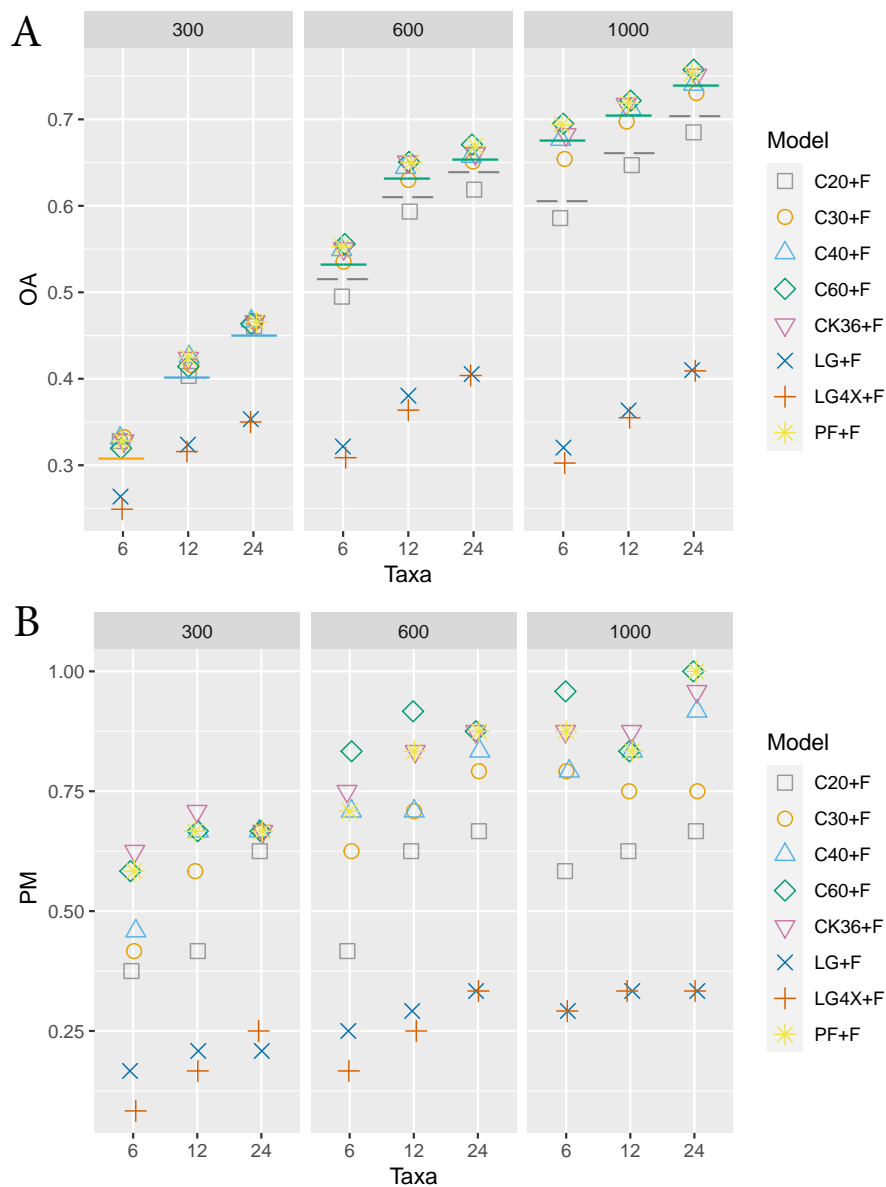 A
300 600 1000
0.7
0.6
0.5
0.4
0.3
OA
6 12 24 6 12 24 6 12 24
Taxa
Model
C20+F
C30+F
C40+F
C60+F
CK36+F
LG+F
LG4X+F
PF+F
B
300 600 1000
1.00
0.75
0.50
0.25
PM
6 12 24 6 12 24 6 12 24
Taxa
Model
C20+F
C30+F
C40+F
C60+F
CK36+F
LG+F
LG4X+F
PF+F